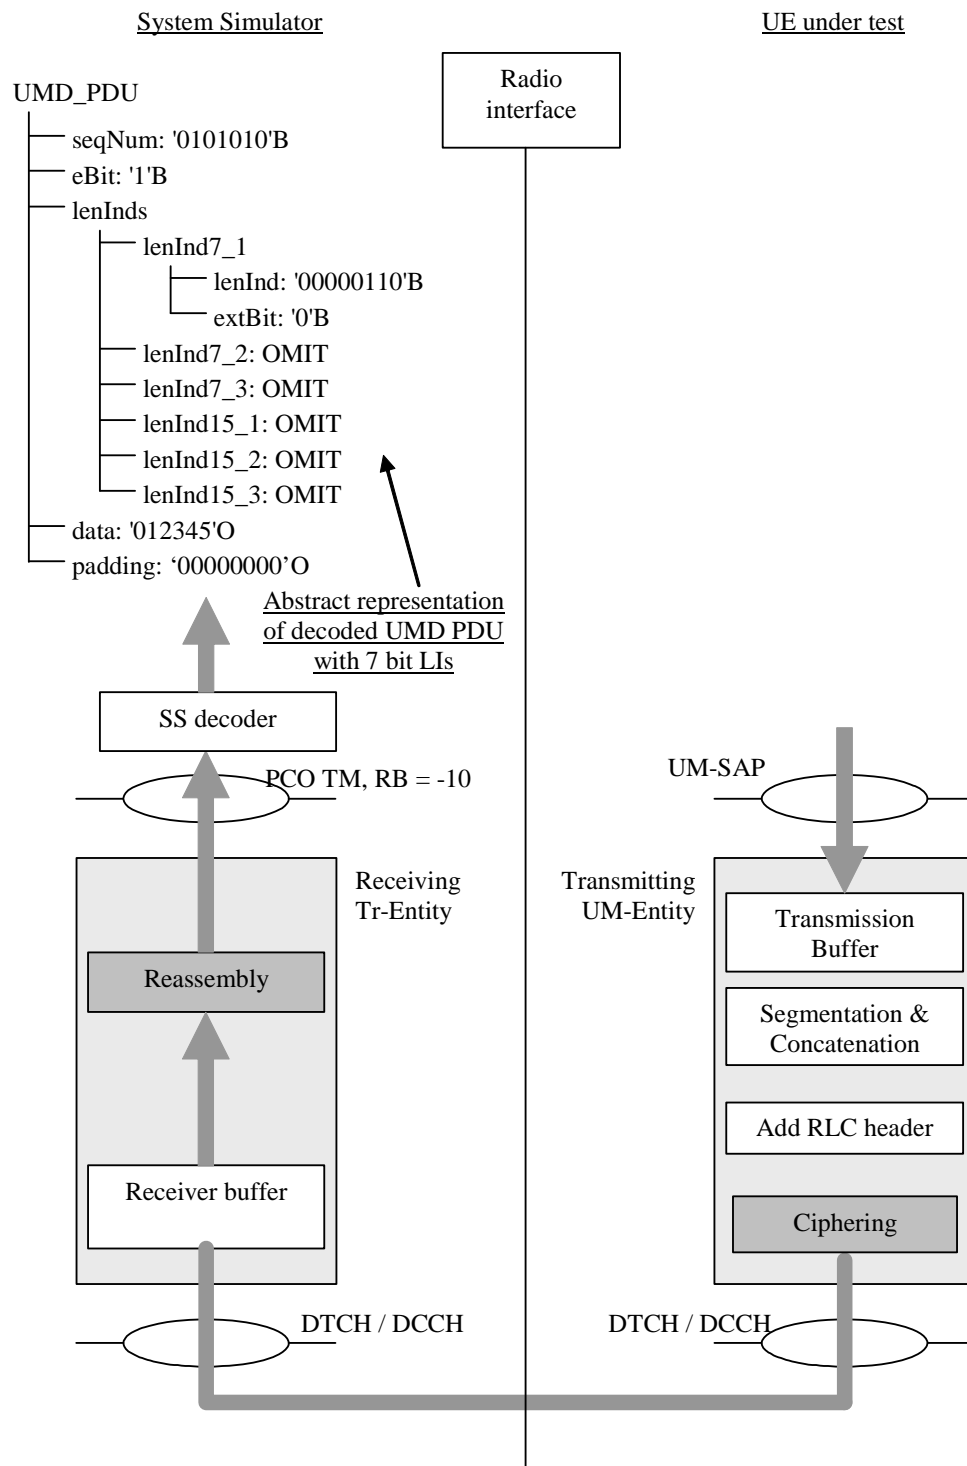 System Simulator
UE under test
Radio
interface
UMD_PDU
seqNum: '0101010'B
eBit: '1'B
lenInds
lenInd7_1
lenInd: '00000110'B
extBit: '0'B
lenInd7_2: OMIT
lenInd7_3: OMIT
lenInd15_1: OMIT
lenInd15_2: OMIT
lenInd15_3: OMIT
data: '012345'O
padding: ‘00000000’O
Abstract representation
of decoded UMD PDU
with 7 bit LIs
SS decoder
PCO TM, RB = -10
UM-SAP
Receiving
Tr-Entity
Transmitting
UM-Entity
Transmission
Buffer
Reassembly
Segmentation &
Concatenation
Add RLC header
Receiver buffer
Ciphering
DTCH / DCCH
DTCH / DCCH